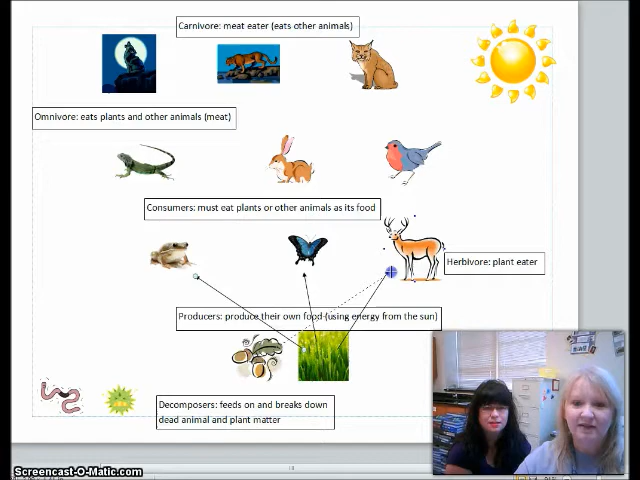 Carnivore: meat eater (eats other animals)
Omnivore: eats plants and other animals (meat)
Consumers: must eat plants or other animals as its food
Herbivore: plant eater
Producers: produce their own food (using energy from the sun)
Decomposers: feeds on and breaks down
dead animal and plant matter
Screencast-O-Matic.com